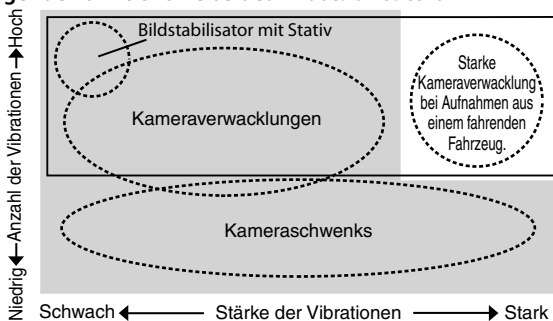 Bildstabilisator mit Stativ
Starke
Kameraverwacklung
bei Aufnahmen aus
einem fahrenden
Fahrzeug.
Kameraverwacklungen
Kameraschwenks
Niedrig Anzahl der Vibrationen Hoch
Schwach Stärke der Vibrationen Stark